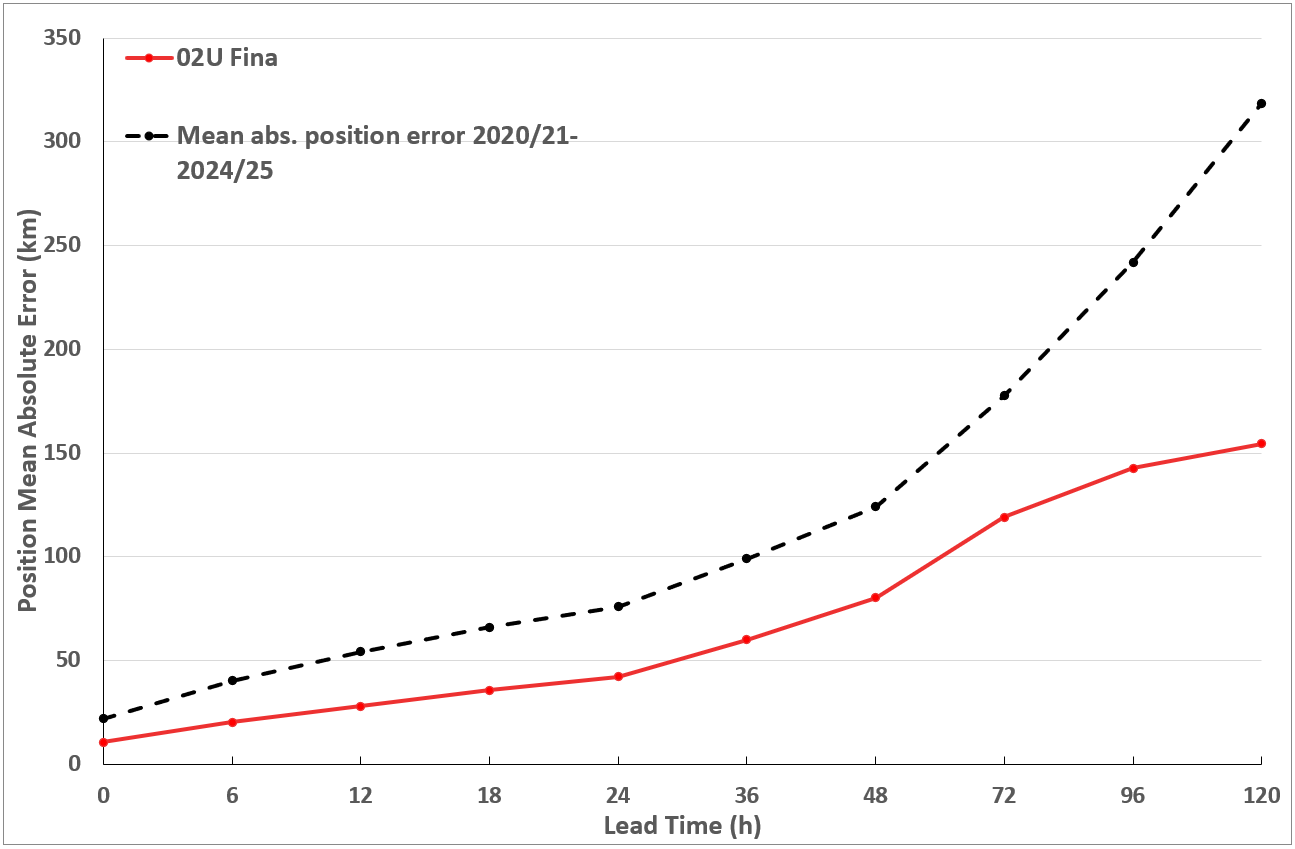 350
02U Fina
300
Mean abs. position error 2020/21-
2024/25
250
200
150
100
50
0
Position Mean Absolute Error (km)
0 6 12 18 24 36 48 72 96 120
Lead Time (h)